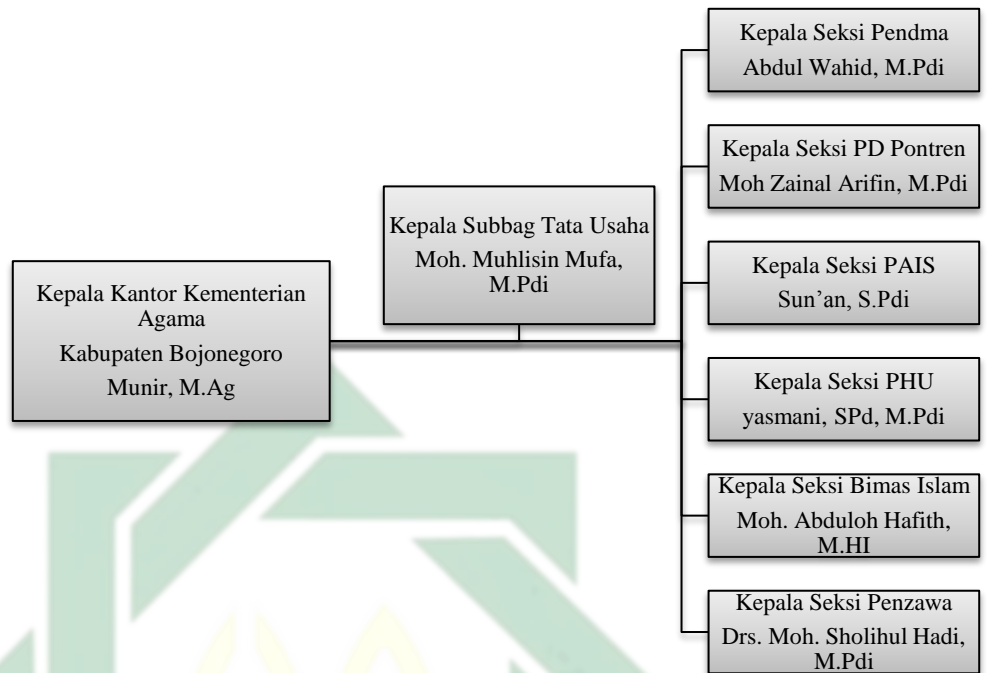 Kepala Kantor Kementerian
Agama
Kabupaten Bojonegoro
Munir, M.Ag
Kepala Subbag Tata Usaha
Moh. Muhlisin Mufa,
M.Pdi
Kepala Seksi Pendma
Abdul Wahid, M.Pdi
Kepala Seksi PD Pontren
Moh Zainal Arifin, M.Pdi
Kepala Seksi PAIS
Sun’an, S.Pdi
Kepala Seksi PHU
yasmani, SPd, M.Pdi
Kepala Seksi Bimas Islam
Moh. Abduloh Hafith,
M.HI
Kepala Seksi Penzawa
Drs. Moh. Sholihul Hadi,
M.Pdi